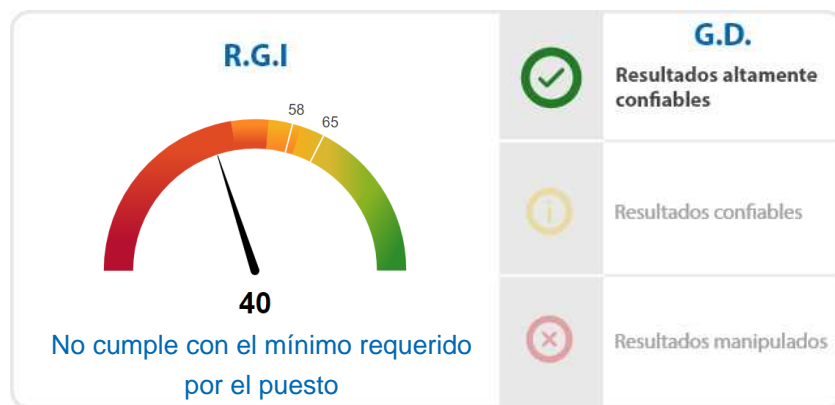 R.G.I
58
65
40
No cumple con el mínimo requerido
por el puesto
G.D.
Resultados altamente
confiables
Resultados confiables
Resultados manipulados